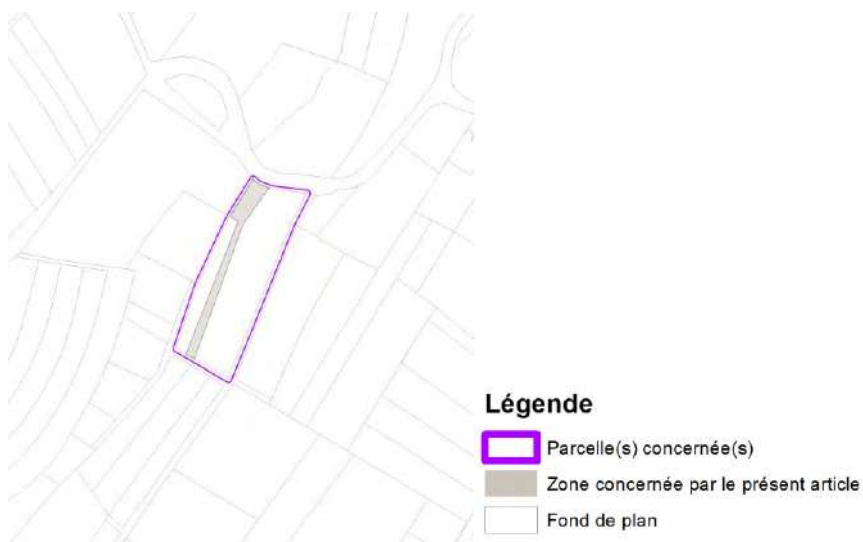 Légende
Parcelle(s) concernée(s)
Zone concernée par le présent article
Fond de plan